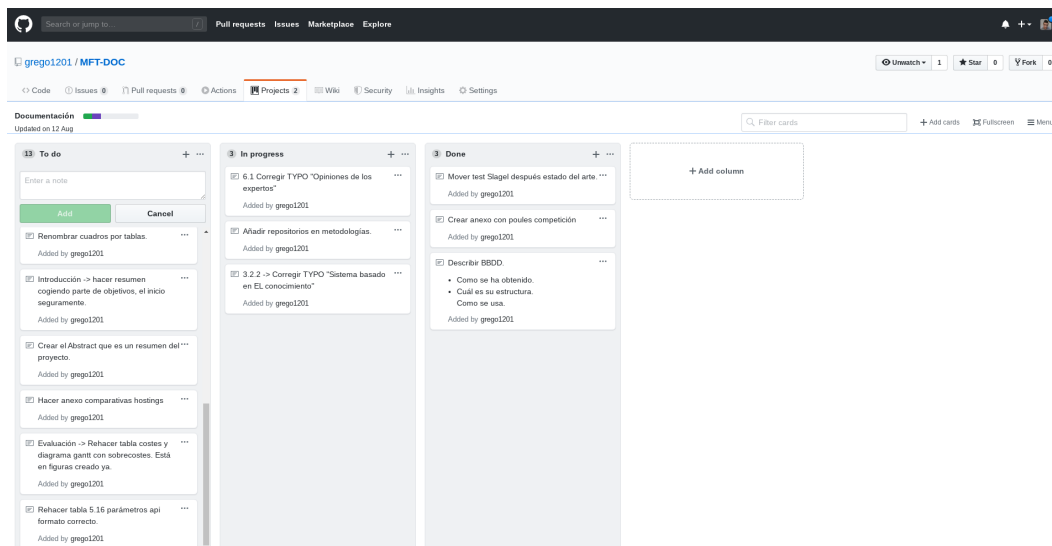 Search or jump to...
/
Pull requests Issues Marketplace Explore
grego1201 / MFT-DOC
Unwatch 1 Star 0 Fork 0
Code Issues 0 Pull requests 0 Actions Projects 2 Wiki Security Insights Settings
Documentación
Updated on 12 Aug
Filter cards
+ Add cards Fullscreen Menu
13 To do
Enter a note
Add Cancel
Renombrar cuadros por tablas.
Added by grego1201
Introducción -> hacer resumen
cogiendo parte de objetivos, el inicio
seguramente.
Added by grego1201
Crear el Abstract que es un resumen del
proyecto.
Added by grego1201
Hacer anexo comparativas hostings
Added by grego1201
Evaluación -> Rehacer tabla costes y
diagrama gantt con sobrecostes. Está
en figuras creado ya.
Added by grego1201
Rehacer tabla 5.16 parámetros api
formato correcto.
Added by grego1201
3 In progress
6.1 Corregir TYPO "Opiniones de los
expertos"
Added by grego1201
Añadir repositorios en metodologías.
Added by grego1201
3.2.2 -> Corregir TYPO "Sistema basado
en EL conocimiento"
Added by grego1201
3 Done
Mover test Slagel después estado del arte.
Added by grego1201
Crear anexo con poules competición
Added by grego1201
Describir BBDD.
• Como se ha obtenido.
• Cuál es su estructura.
Como se usa.
Added by grego1201
+ Add column